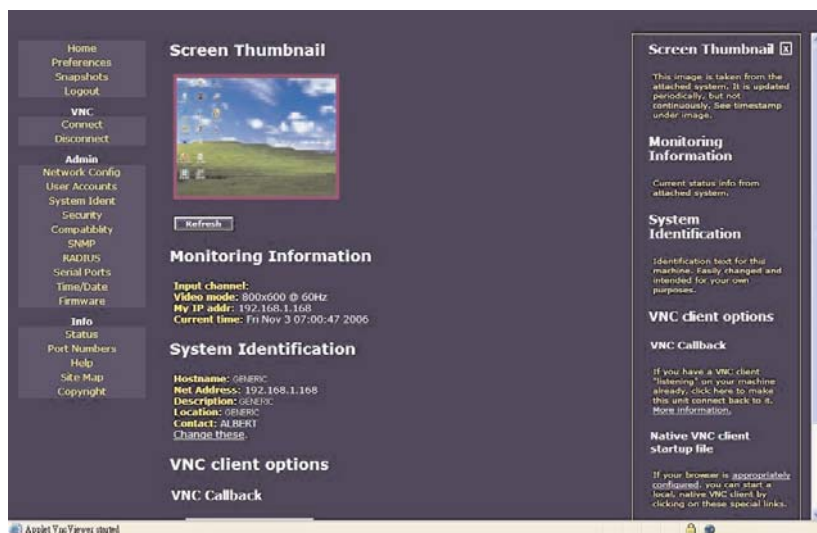 Home
Preferences
Snapshots
Logout
VNC
Connect
Disconnect
Admin
Network Config
User Accounts
System Ident
Security
Compatiblity
SNMP
RADIUS
Serial Ports
Time/Date
Firmware
Info
Status
Port Numbers
Help
Site Map
Copyright
Screen Thumbnail
Refresh
Monitoring Information
Input channel:
Video mode: 800x600 @ 60Hz
My IP addr: 192.168.1.168
Current time: Fri Nov 3 07:00:47 2006
System Identification
Hostname: GENERIC
Net Address: 192.168.1.168
Description: GENERIC
Location: GENERIC
Contact: ALBERT
Change these.
VNC client options
VNC Callback
Screen Thumbnail x
This image is taken from the
attached system. It is updated
periodically, but not
continuously. See timestamp
under image.
Monitoring
Information
Current status info from
attached system.
System
Identification
Identification text for this
machine. Easily changed and
intended for your own
purposes.
VNC client options
VNC Callback
If you have a VNC client
"listening" on your machine
already, click here to make
this unit connect back to it.
More information.
Native VNC client
startup file
If your browser is appropriately
configured, you can start a
local, native VNC client by
clicking on these special links.
Applet VncViewer started